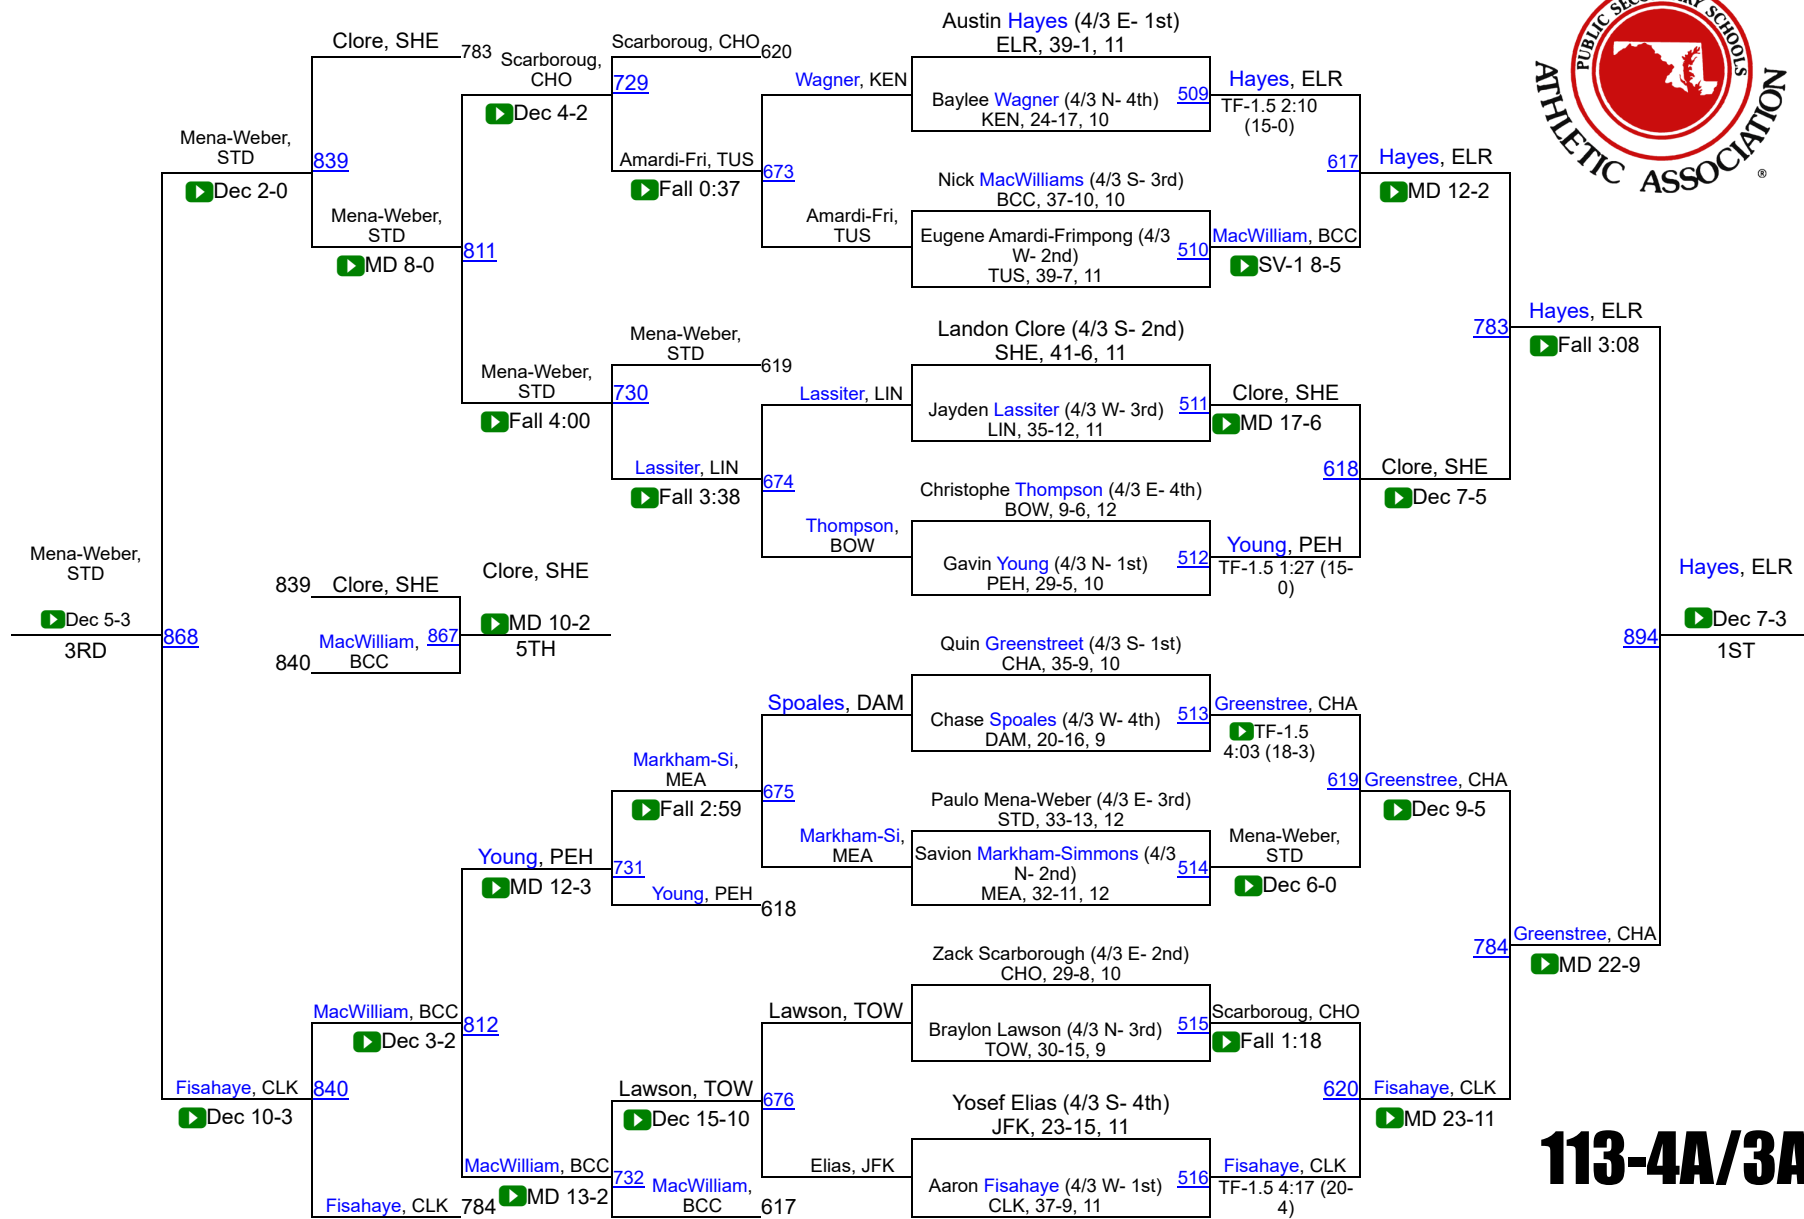 Clore, SHE
783
Mena-Weber,
STD
839
Dec 2-0
Mena-Weber,
STD
MD 8-0
811
Scarboroug,
CHO
Dec 4-2
Mena-Weber,
STD
Fall 4:00
Scarboroug, CHO
620
729
Amardi-Fri, TUS
Fall 0:37
Mena-Weber,
STD
619
730
Lassiter, LIN
Fall 3:38
Wagner, KEN
673
Amardi-Fri,
TUS
Lassiter, LIN
674
Thompson,
BOW
Austin Hayes (4/3 E- 1st)
ELR, 39-1, 11
Baylee Wagner (4/3 N- 4th)
KEN, 24-17, 10
509
Nick MacWilliams (4/3 S- 3rd)
BCC, 37-10, 10
Eugene Amardi-Frimpong (4/3
W- 2nd)
TUS, 39-7, 11
510
Landon Clore (4/3 S- 2nd)
SHE, 41-6, 11
Jayden Lassiter (4/3 W- 3rd)
LIN, 35-12, 11
511
Christophe Thompson (4/3 E- 4th)
BOW, 9-6, 12
Gavin Young (4/3 N- 1st)
PEH, 29-5, 10
512
Hayes, ELR
TF-1.5 2:10
(15-0)
617
MacWilliam, BCC
SV-1 8-5
Clore, SHE
MD 17-6
618
Young, PEH
TF-1.5 1:27 (15-
0)
Hayes, ELR
MD 12-2
783
Clore, SHE
Dec 7-5
Hayes, ELR
Fall 3:08
PUBLIC SECONDARY SCHOOLS
ATHLETIC ASSOCIATION
®
Mena-Weber,
STD
Dec 5-3
3RD
868
839
Clore, SHE
MacWilliam,
BCC
840
867
Clore, SHE
MD 10-2
5TH
Hayes, ELR
Dec 7-3
894
1ST
Quin Greenstreet (4/3 S- 1st)
CHA, 35-9, 10
Chase Spoales (4/3 W- 4th)
DAM, 20-16, 9
513
Paulo Mena-Weber (4/3 E- 3rd)
STD, 33-13, 12
Savion Markham-Simmons (4/3
N- 2nd)
MEA, 32-11, 12
514
Zack Scarborough (4/3 E- 2nd)
CHO, 29-8, 10
Braylon Lawson (4/3 N- 3rd)
TOW, 30-15, 9
515
Yosef Elias (4/3 S- 4th)
JFK, 23-15, 11
Aaron Fisahaye (4/3 W- 1st)
CLK, 37-9, 11
516
Spoales, DAM
675
Markham-Si,
MEA
Lawson, TOW
676
Elias, JFK
Markham-Si,
MEA
Fall 2:59
731
Young, PEH
618
Lawson, TOW
Dec 15-10
732
MacWilliam,
BCC
617
Young, PEH
MD 12-3
812
MacWilliam, BCC
MD 13-2
MacWilliam, BCC
Dec 3-2
840
Fisahaye, CLK
784
Fisahaye, CLK
Dec 10-3
Greenstree, CHA
TF-1.5
4:03 (18-3)
619
Mena-Weber,
STD
Dec 6-0
Scarboroug, CHO
Fall 1:18
620
Fisahaye, CLK
TF-1.5 4:17 (20-
4)
Greenstree, CHA
Dec 9-5
784
Fisahaye, CLK
MD 23-11
Greenstree, CHA
MD 22-9
113-4A/3A